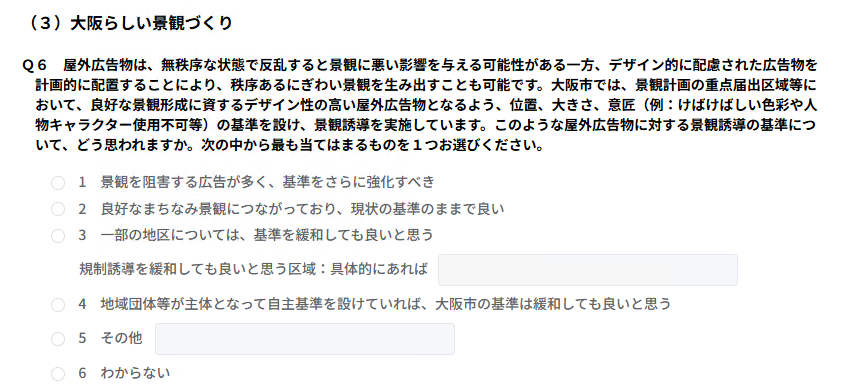 （３）大阪らしい景観づくり
Ｑ６　屋外広告物は、無秩序な状態で反乱すると景観に悪い影響を与える可能性がある一方、デザイン的に配慮された広告物を
計画的に配置することにより、秩序あるにぎわい景観を生み出すことも可能です。大阪市では、景観計画の重点届出区域等に
おいて、良好な景観形成に資するデザイン性の高い屋外広告物となるよう、位置、大きさ、意匠（例：けばけばしい色彩や人
物キャラクター使用不可等）の基準を設け、景観誘導を実施しています。このような屋外広告物に対する景観誘導の基準につ
いて、どう思われますか。次の中から最も当てはまるものを１つお選びください。
1　景観を阻害する広告が多く、基準をさらに強化すべき
2　良好なまちなみ景観につながっており、現状の基準のままで良い
3　一部の地区については、基準を緩和しても良いと思う
規制誘導を緩和しても良いと思う区域：具体的にあれば
4　地域団体等が主体となって自主基準を設けていれば、大阪市の基準は緩和しても良いと思う
5　その他
6　わからない